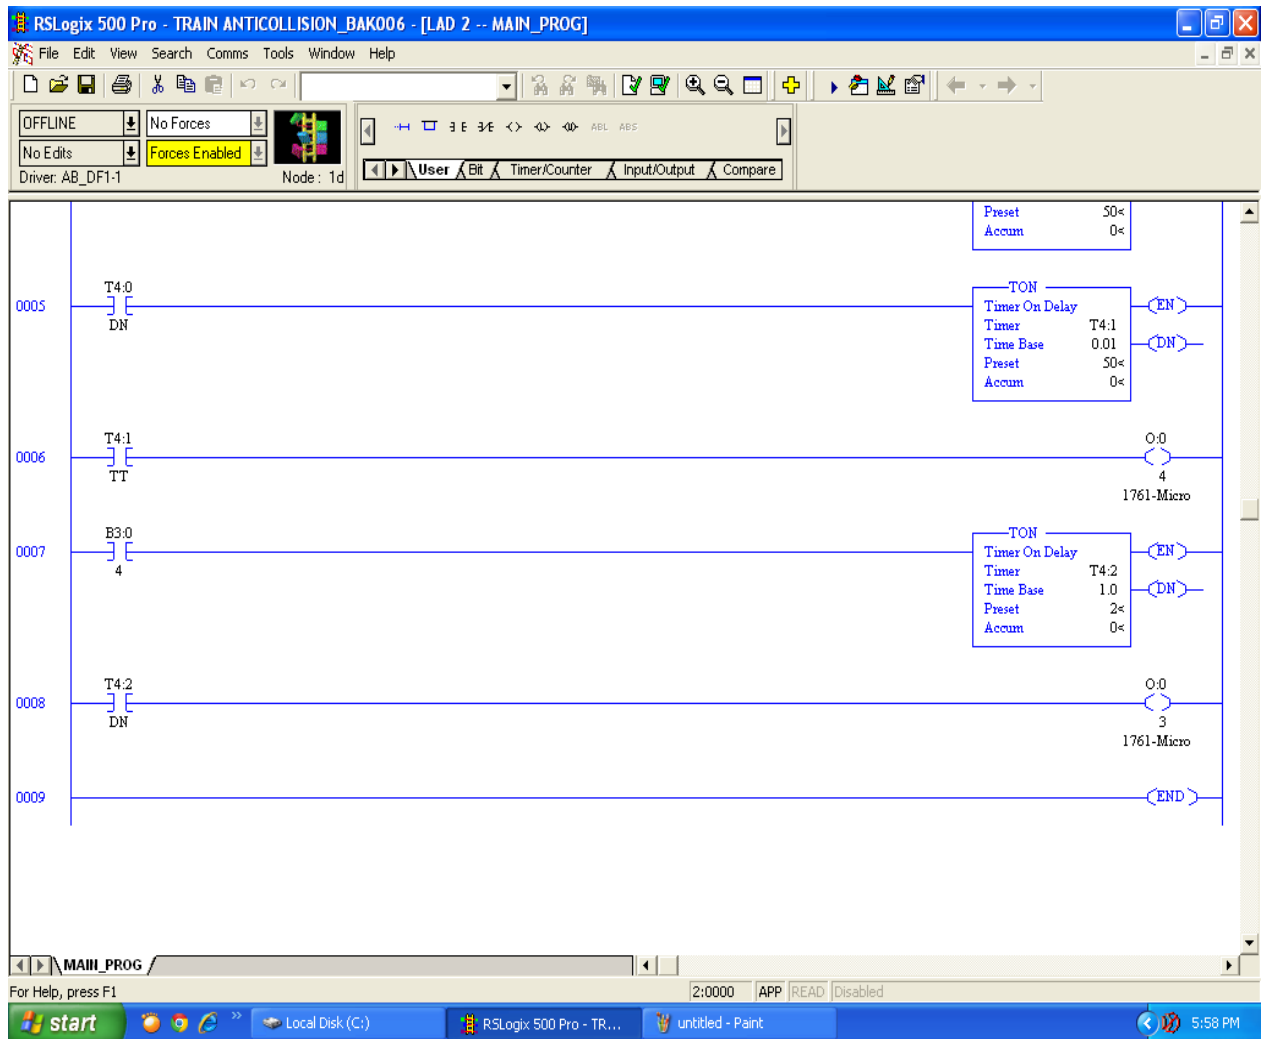 RSLogix 500 Pro - TRAIN ANTICOLLISION_BAK006 - [LAD 2 -- MAIN_PROG]
File Edit View Search Comms Tools Window Help
OFFLINE No Forces
No Edits Forces Enabled
Driver: AB_DF1-1 Node : 1d
ABL ABS
User Bit Timer/Counter Input/Output Compare
Preset 50<
Accum 0<
T4:0
DN
0005
TON
Timer On Delay
Timer T4:1
Time Base 0.01
Preset 50<
Accum 0<
EN
DN
T4:1
TT
0006
O:0
4
1761-Micro
B3:0
4
0007
TON
Timer On Delay
Timer T4:2
Time Base 1.0
Preset 2<
Accum 0<
EN
DN
T4:2
DN
0008
O:0
3
1761-Micro
0009
END
MAIN_PROG
For Help, press F1
2:0000 APP READ Disabled
start
Local Disk (C:)
RSLogix 500 Pro - TR...
untitled - Paint
5:58 PM